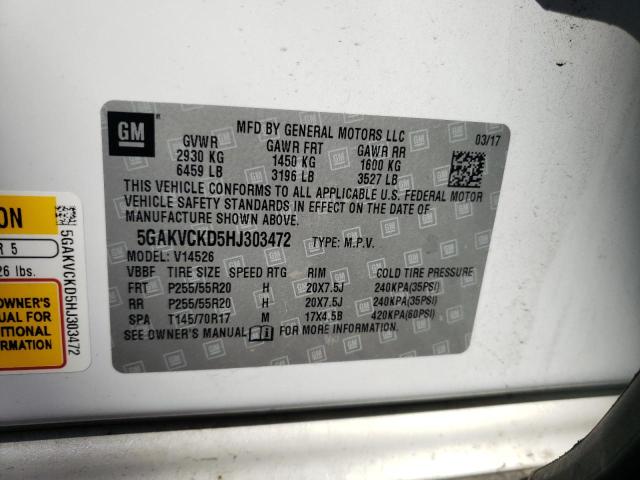 GM
MFD BY GENERAL MOTORS LLC
03/17
GVWR GAWR FRT GAWR RR
2930 KG 1450 KG 1600 KG
6459 LB 3196 LB 3527 LB
THIS VEHICLE CONFORMS TO ALL APPLICABLE U.S. FEDERAL MOTOR
VEHICLE SAFETY STANDARDS IN EFFECT ON THE DATE OF
MANUFACTURE SHOWN ABOVE.
5GAKVCKD5HJ303472 TYPE: M.P.V.
MODEL: V14526
VBBF TIRE SIZE SPEED RTG RIM COLD TIRE PRESSURE
FRT P255/55R20 H 20X7.5J 240KPA(35PSI)
RR P255/55R20 H 20X7.5J 240KPA(35PSI)
SPA T145/70R17 M 17X4.5B 420KPA(60PSI)
SEE OWNER'S MANUAL FOR MORE INFORMATION.
ON
R 5
26 lbs.
OWNER'S
UAL FOR
DITIONAL
RMATION
5GAKVCKD5HJ303472